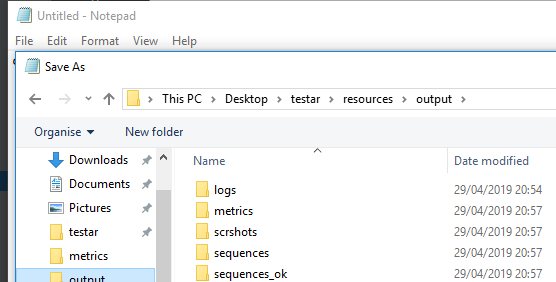 Untitled - Notepad
File Edit Format View Help
Save As
This PC > Desktop > testar > resources > output >
Organise New folder
Downloads
Documents
Pictures
testar
metrics
output
Name Date modified
logs 29/04/2019 20:54
metrics 29/04/2019 20:57
scrshots 29/04/2019 20:57
sequences 29/04/2019 20:57
sequences_ok 29/04/2019 20:57